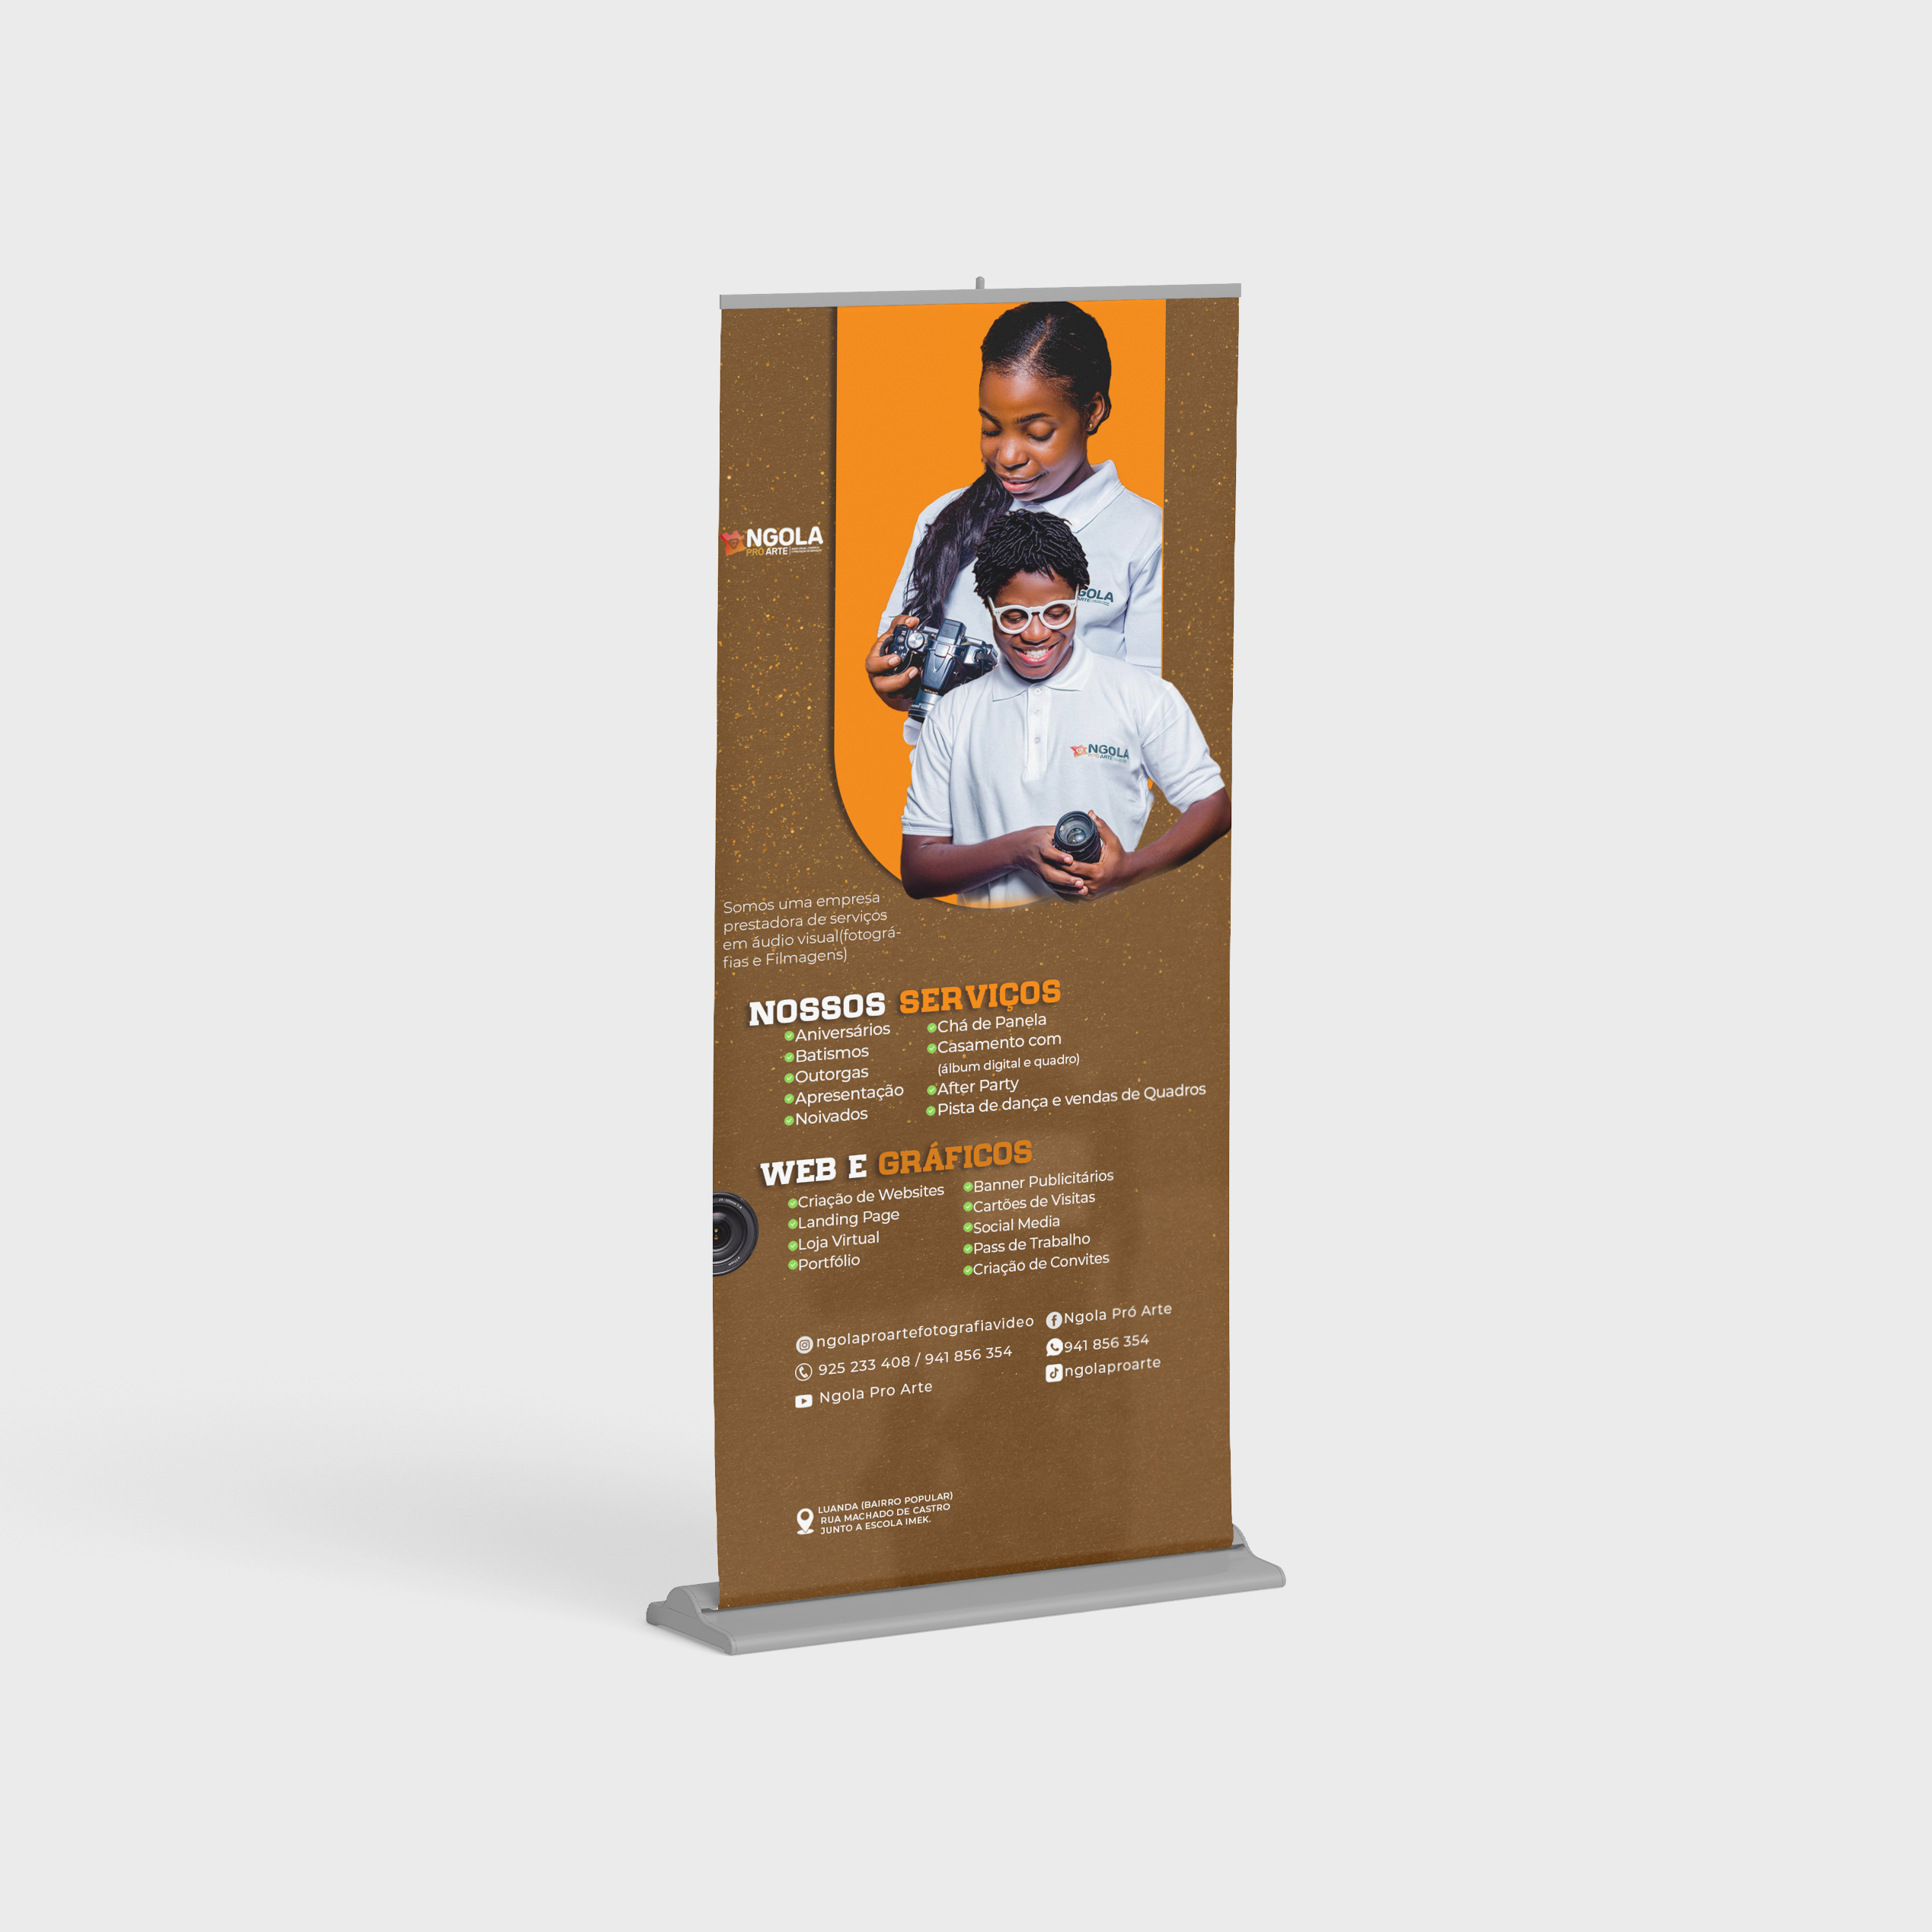 NGOLA
PRO ARTE
GOLA
ARTE
NGOLA
PRO ARTE
Somos uma empresa
prestadora de serviços
em áudio visual(fotográ-
fias e Filmagens)
NOSSOS SERVIÇOS
Aniversários
Batismos
Outorgas
Apresentação
Noivados
Chá de Panela
Casamento com
(álbum digital e quadro)
After Party
Pista de dança e vendas de Quadros
WEB E GRÁFICOS
Criação de Websites
Landing Page
Loja Virtual
Portfólio
Banner Publicitários
Cartões de Visitas
Social Media
Pass de Trabalho
Criação de Convites
ngolaproartefotografiavideo
925 233 408 / 941 856 354
Ngola Pro Arte
Ngola Pró Arte
941 856 354
ngolaproarte
LUANDA (BAIRRO POPULAR)
RUA MACHADO DE CASTRO
JUNTO A ESCOLA IMEK.